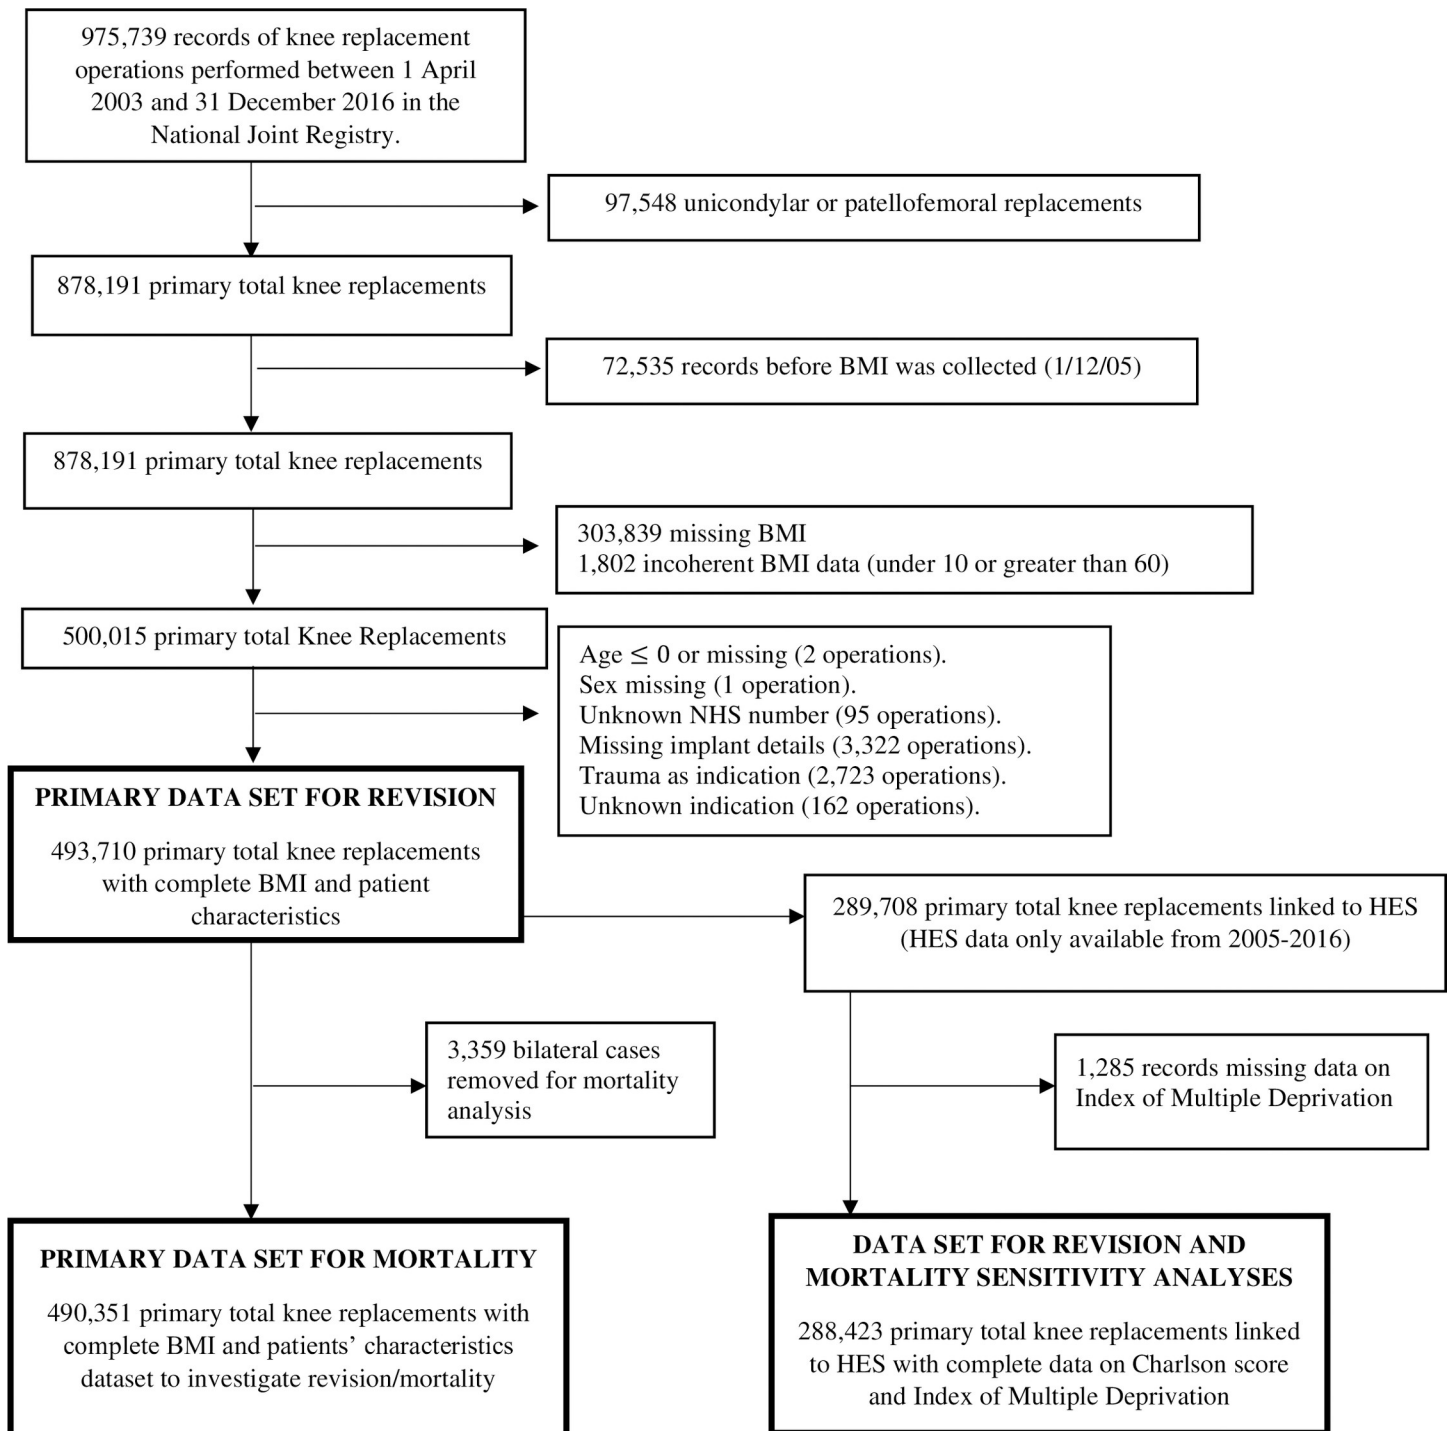 975,739 records of knee replacement
operations performed between 1 April
2003 and 31 December 2016 in the
National Joint Registry.
97,548 unicondylar or patellofemoral replacements
878,191 primary total knee replacements
72,535 records before BMI was collected (1/12/05)
878,191 primary total knee replacements
303,839 missing BMI
1,802 incoherent BMI data (under 10 or greater than 60)
500,015 primary total Knee Replacements
Age ≤ 0 or missing (2 operations).
Sex missing (1 operation).
Unknown NHS number (95 operations).
Missing implant details (3,322 operations).
Trauma as indication (2,723 operations).
Unknown indication (162 operations).
PRIMARY DATA SET FOR REVISION
493,710 primary total knee replacements
with complete BMI and patient
characteristics
289,708 primary total knee replacements linked to HES
(HES data only available from 2005-2016)
3,359 bilateral cases
removed for mortality
analysis
1,285 records missing data on
Index of Multiple Deprivation
PRIMARY DATA SET FOR MORTALITY
490,351 primary total knee replacements with
complete BMI and patients’ characteristics
dataset to investigate revision/mortality
DATA SET FOR REVISION AND
MORTALITY SENSITIVITY ANALYSES
288,423 primary total knee replacements linked
to HES with complete data on Charlson score
and Index of Multiple Deprivation